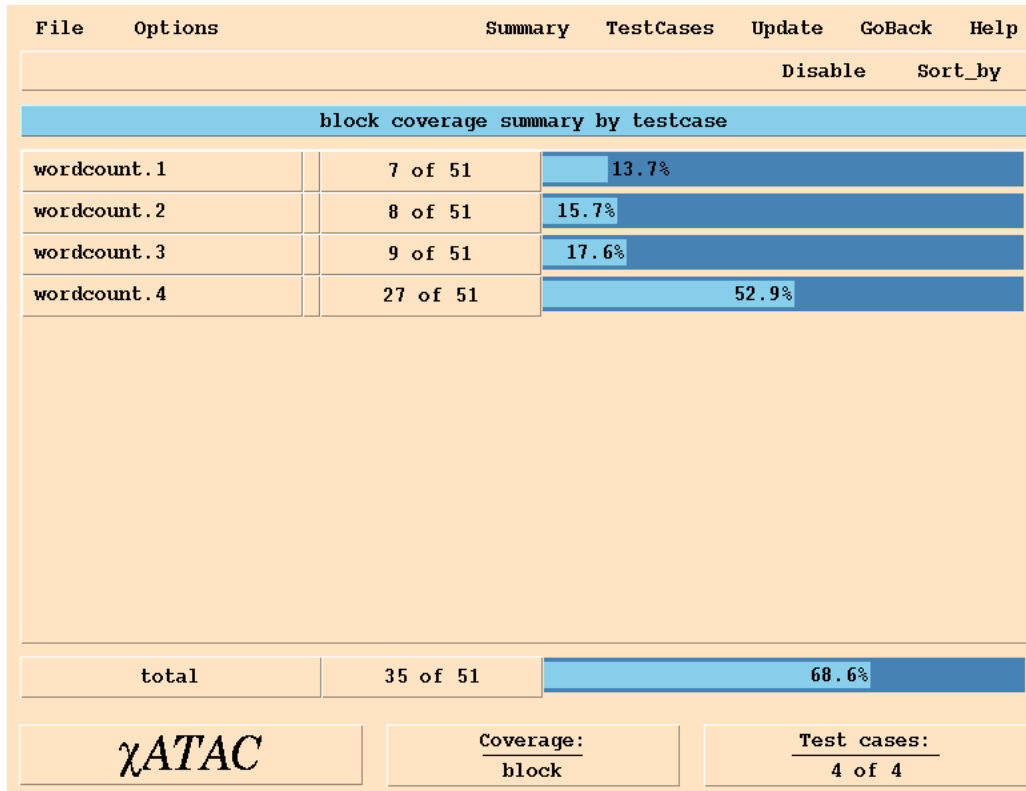 File Options Summary TestCases Update GoBack Help
Disable Sort_by
block coverage summary by testcase
wordcount.1 7 of 51 13.7%
wordcount.2 8 of 51 15.7%
wordcount.3 9 of 51 17.6%
wordcount.4 27 of 51 52.9%
total 35 of 51 68.6%
χATAC
Coverage:
block
Test cases:
4 of 4